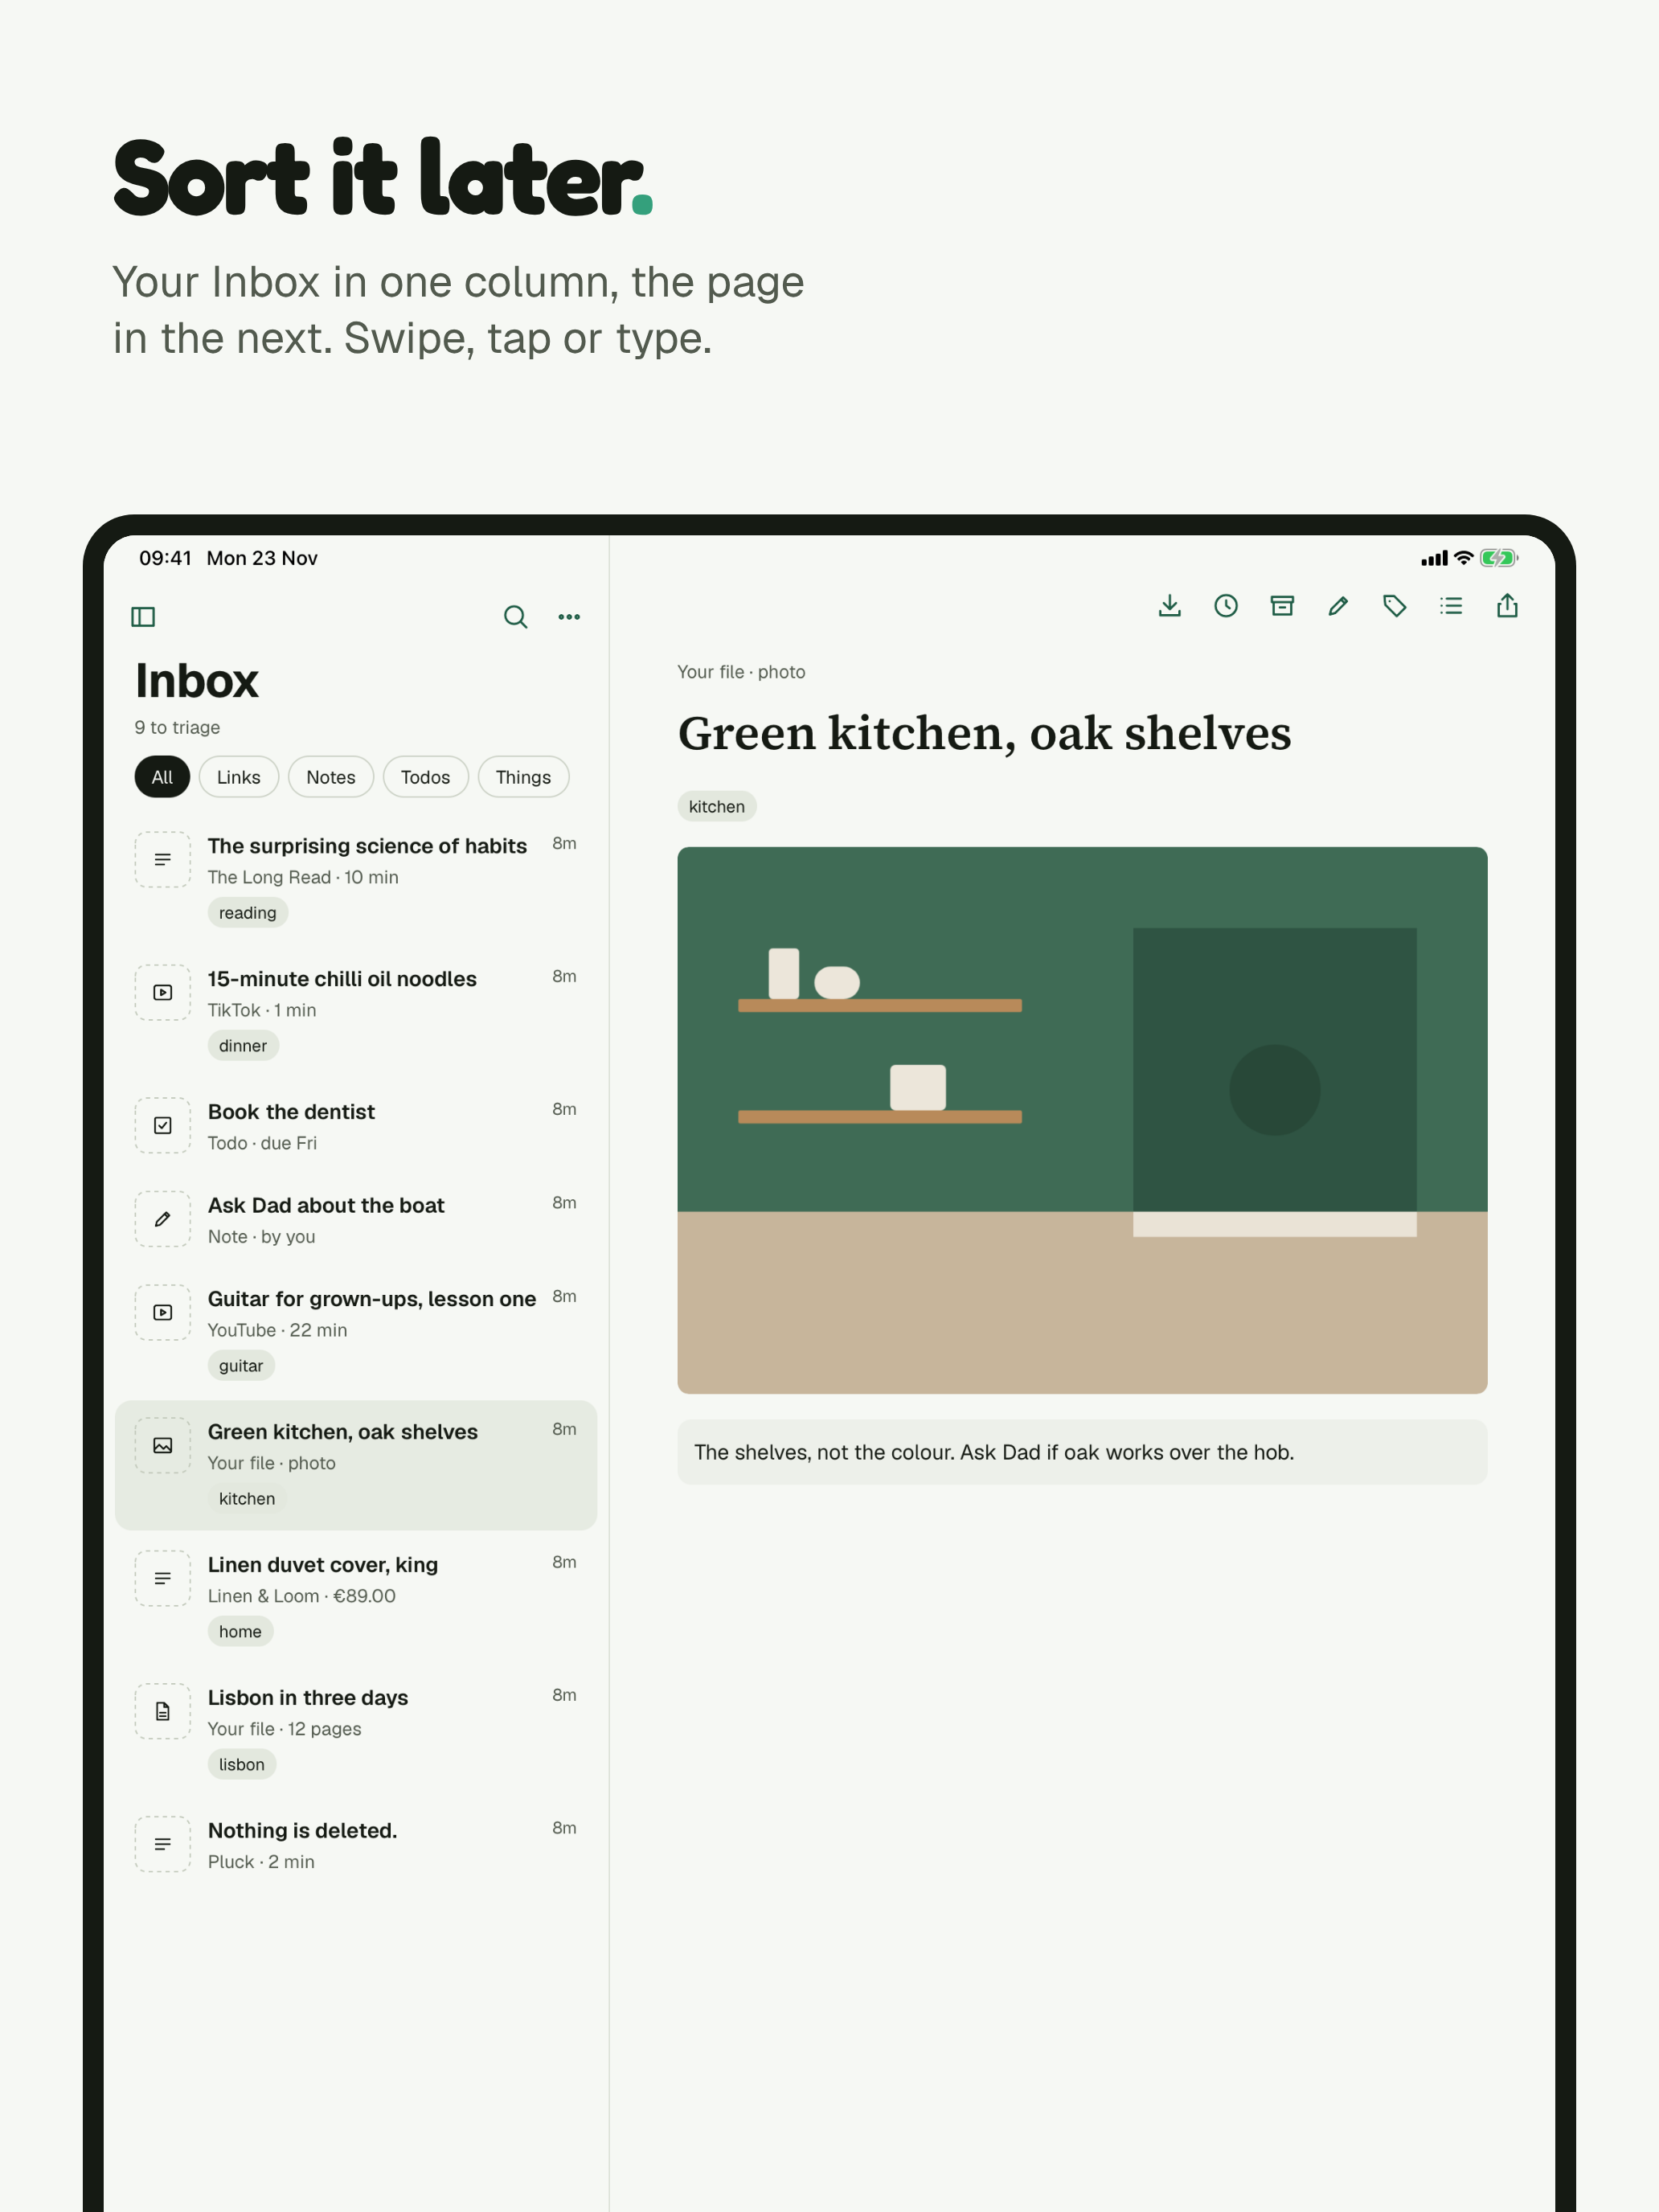 Sort it later.
Your Inbox in one column, the page
in the next. Swipe, tap or type.
09:41 Mon 23 Nov
Inbox
9 to triage
All Links Notes Todos Things
The surprising science of habits 8m
The Long Read · 10 min
reading
15-minute chilli oil noodles 8m
TikTok · 1 min
dinner
Book the dentist 8m
Todo · due Fri
Ask Dad about the boat 8m
Note · by you
Guitar for grown-ups, lesson one 8m
YouTube · 22 min
guitar
Green kitchen, oak shelves 8m
Your file · photo
kitchen
Linen duvet cover, king 8m
Linen & Loom · €89.00
home
Lisbon in three days 8m
Your file · 12 pages
lisbon
Nothing is deleted. 8m
Pluck · 2 min
Your file · photo
Green kitchen, oak shelves
kitchen
The shelves, not the colour. Ask Dad if oak works over the hob.